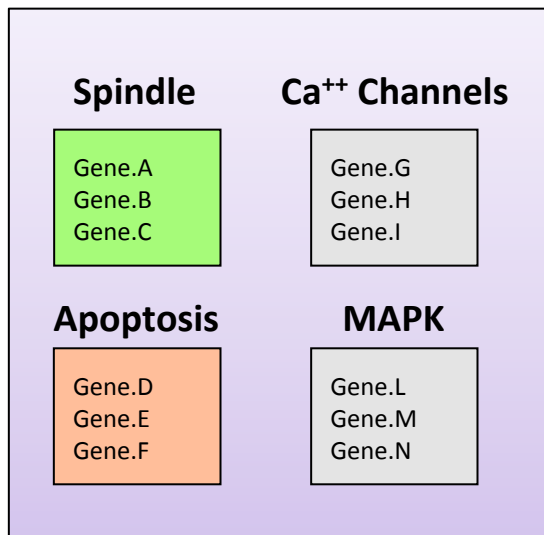 Spindle
Gene.A
Gene.B
Gene.C
Ca⁺⁺ Channels
Gene.G
Gene.H
Gene.I
Apoptosis
Gene.D
Gene.E
Gene.F
MAPK
Gene.L
Gene.M
Gene.N